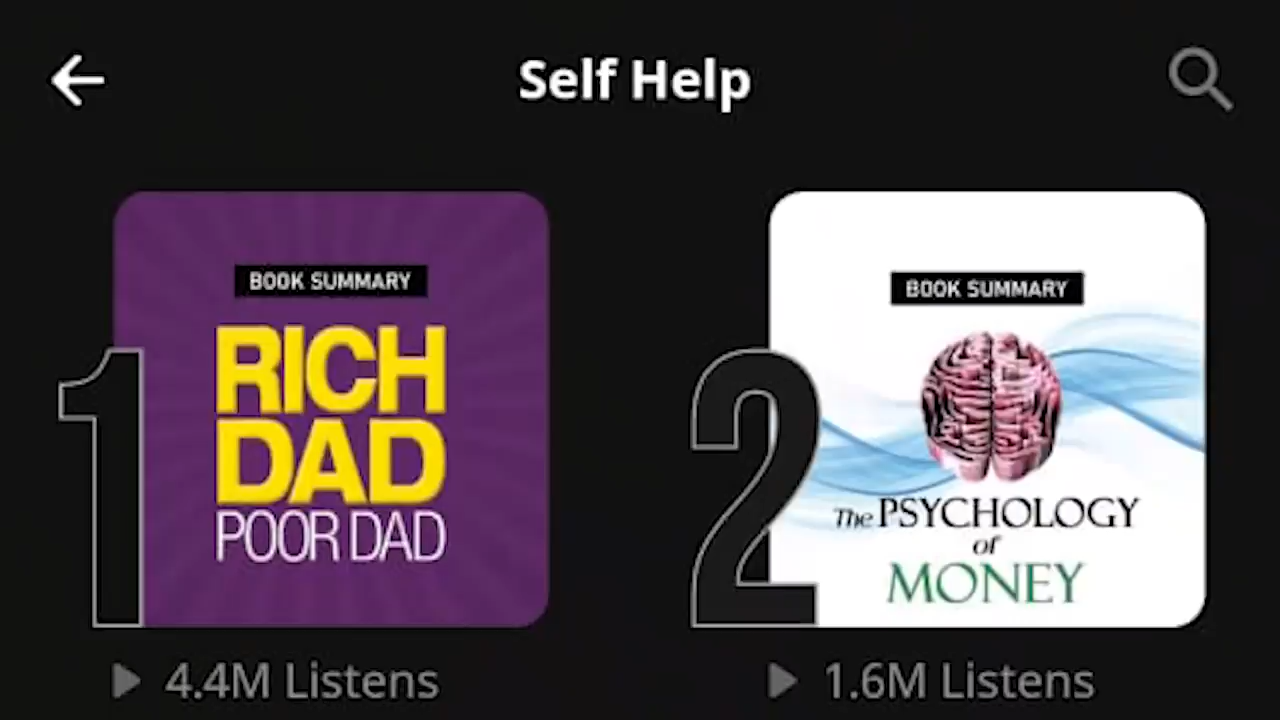 Self Help
BOOK SUMMARY
RICH
DAD
POOR DAD
1
4.4M Listens
BOOK SUMMARY
The PSYCHOLOGY
of
MONEY
2
1.6M Listens